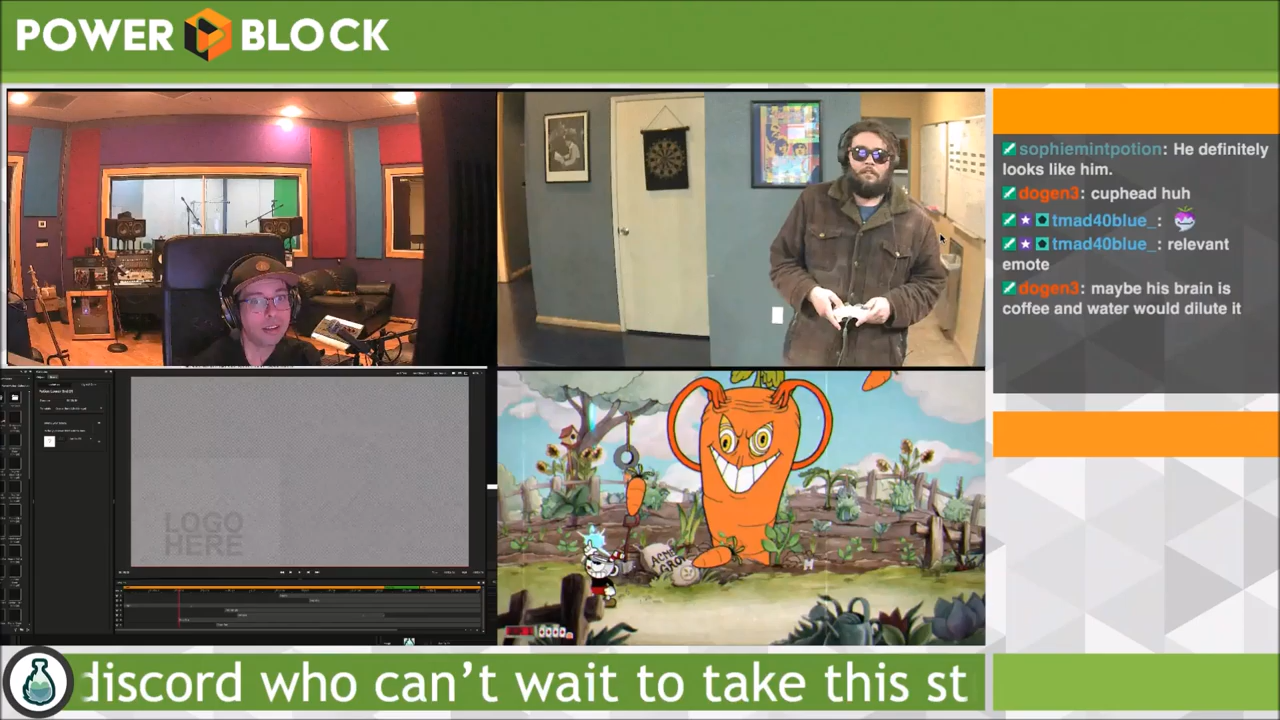 POWER BLOCK
sophiemintpotion: He definitely
looks like him.
dogen3: cuphead huh
tmad40blue_:
tmad40blue_: relevant
emote
dogen3: maybe his brain is
coffee and water would dilute it
LOGO
HERE
ACME
discord who can't wait to take this st